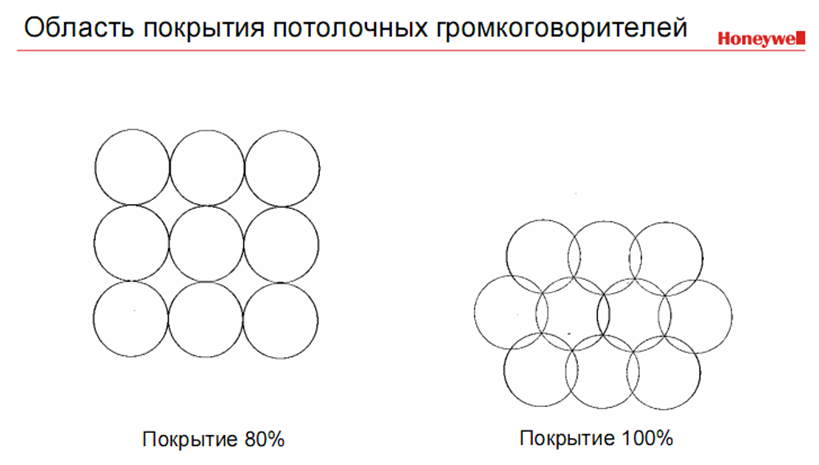 Область покрытия потолочных громкоговорителей
Honeywell
Покрытие 80%
Покрытие 100%